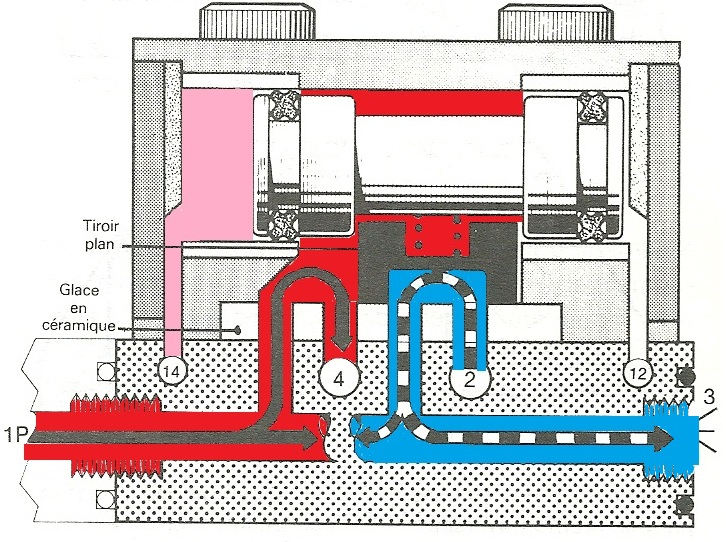 Tiroir
plan
Glace
en
céramique
14
4
2
12
3
1P